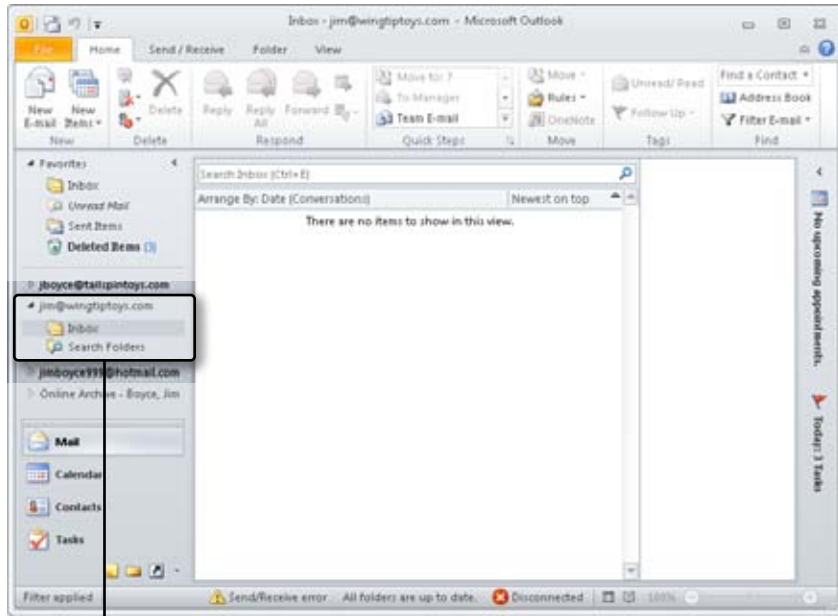 Inbox - jim@wingtiptoys.com - Microsoft Outlook
File Home Send / Receive Folder View
New E-mail
New Items
Delete
Reply
Reply All
Forward
Move to: ?
To Manager
Team E-mail
Move
Rules
OneNote
Unread/ Read
Follow Up
Find a Contact
Address Book
Filter E-mail
New Delete Respond Quick Steps Move Tags Find
Favorites
Inbox
Unread Mail
Sent Items
Deleted Items (3)
jboyce@tailspintoys.com
jim@wingtiptoys.com
Inbox
Search Folders
jimboyce999@hotmail.com
Online Archive - Boyce, Jim
Mail
Calendar
Contacts
Tasks
Search Inbox (Ctrl+E)
Arrange By: Date (Conversations) Newest on top
There are no items to show in this view.
No upcoming appointments.
Today: 3 Tasks
Filter applied Send/Receive error All folders are up to date. Disconnected 100%